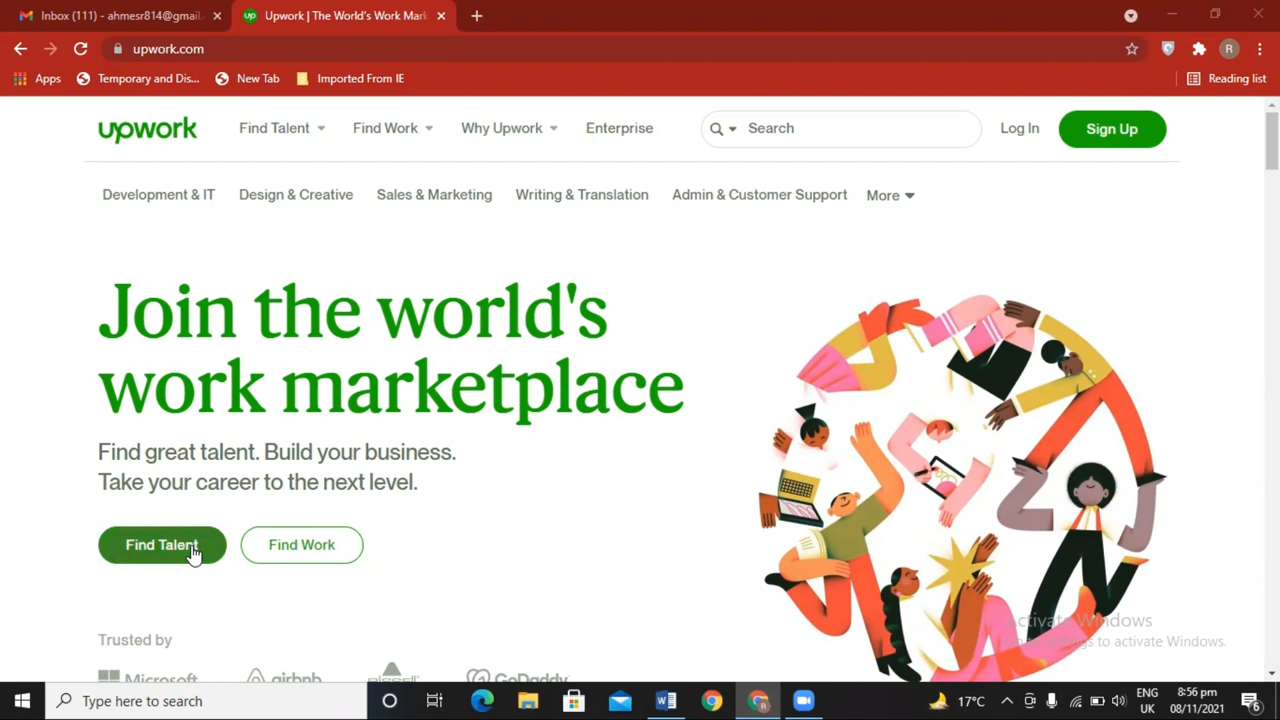 Inbox (111) - ahmesr814@gmail.
Upwork | The World's Work Mark
upwork.com
R
Apps
Temporary and Dis...
New Tab
Imported From IE
Reading list
upwork
Find Talent
Find Work
Why Upwork
Enterprise
Search
Log In
Sign Up
Development & IT
Design & Creative
Sales & Marketing
Writing & Translation
Admin & Customer Support
More
Join the world's
work marketplace
Find great talent. Build your business.
Take your career to the next level.
Find Talent
Find Work
Trusted by
Microsoft
airbnb
GoDaddy
Activate Windows
to activate Windows.
Type here to search
17°C
ENG
UK
8:56 pm
08/11/2021
6